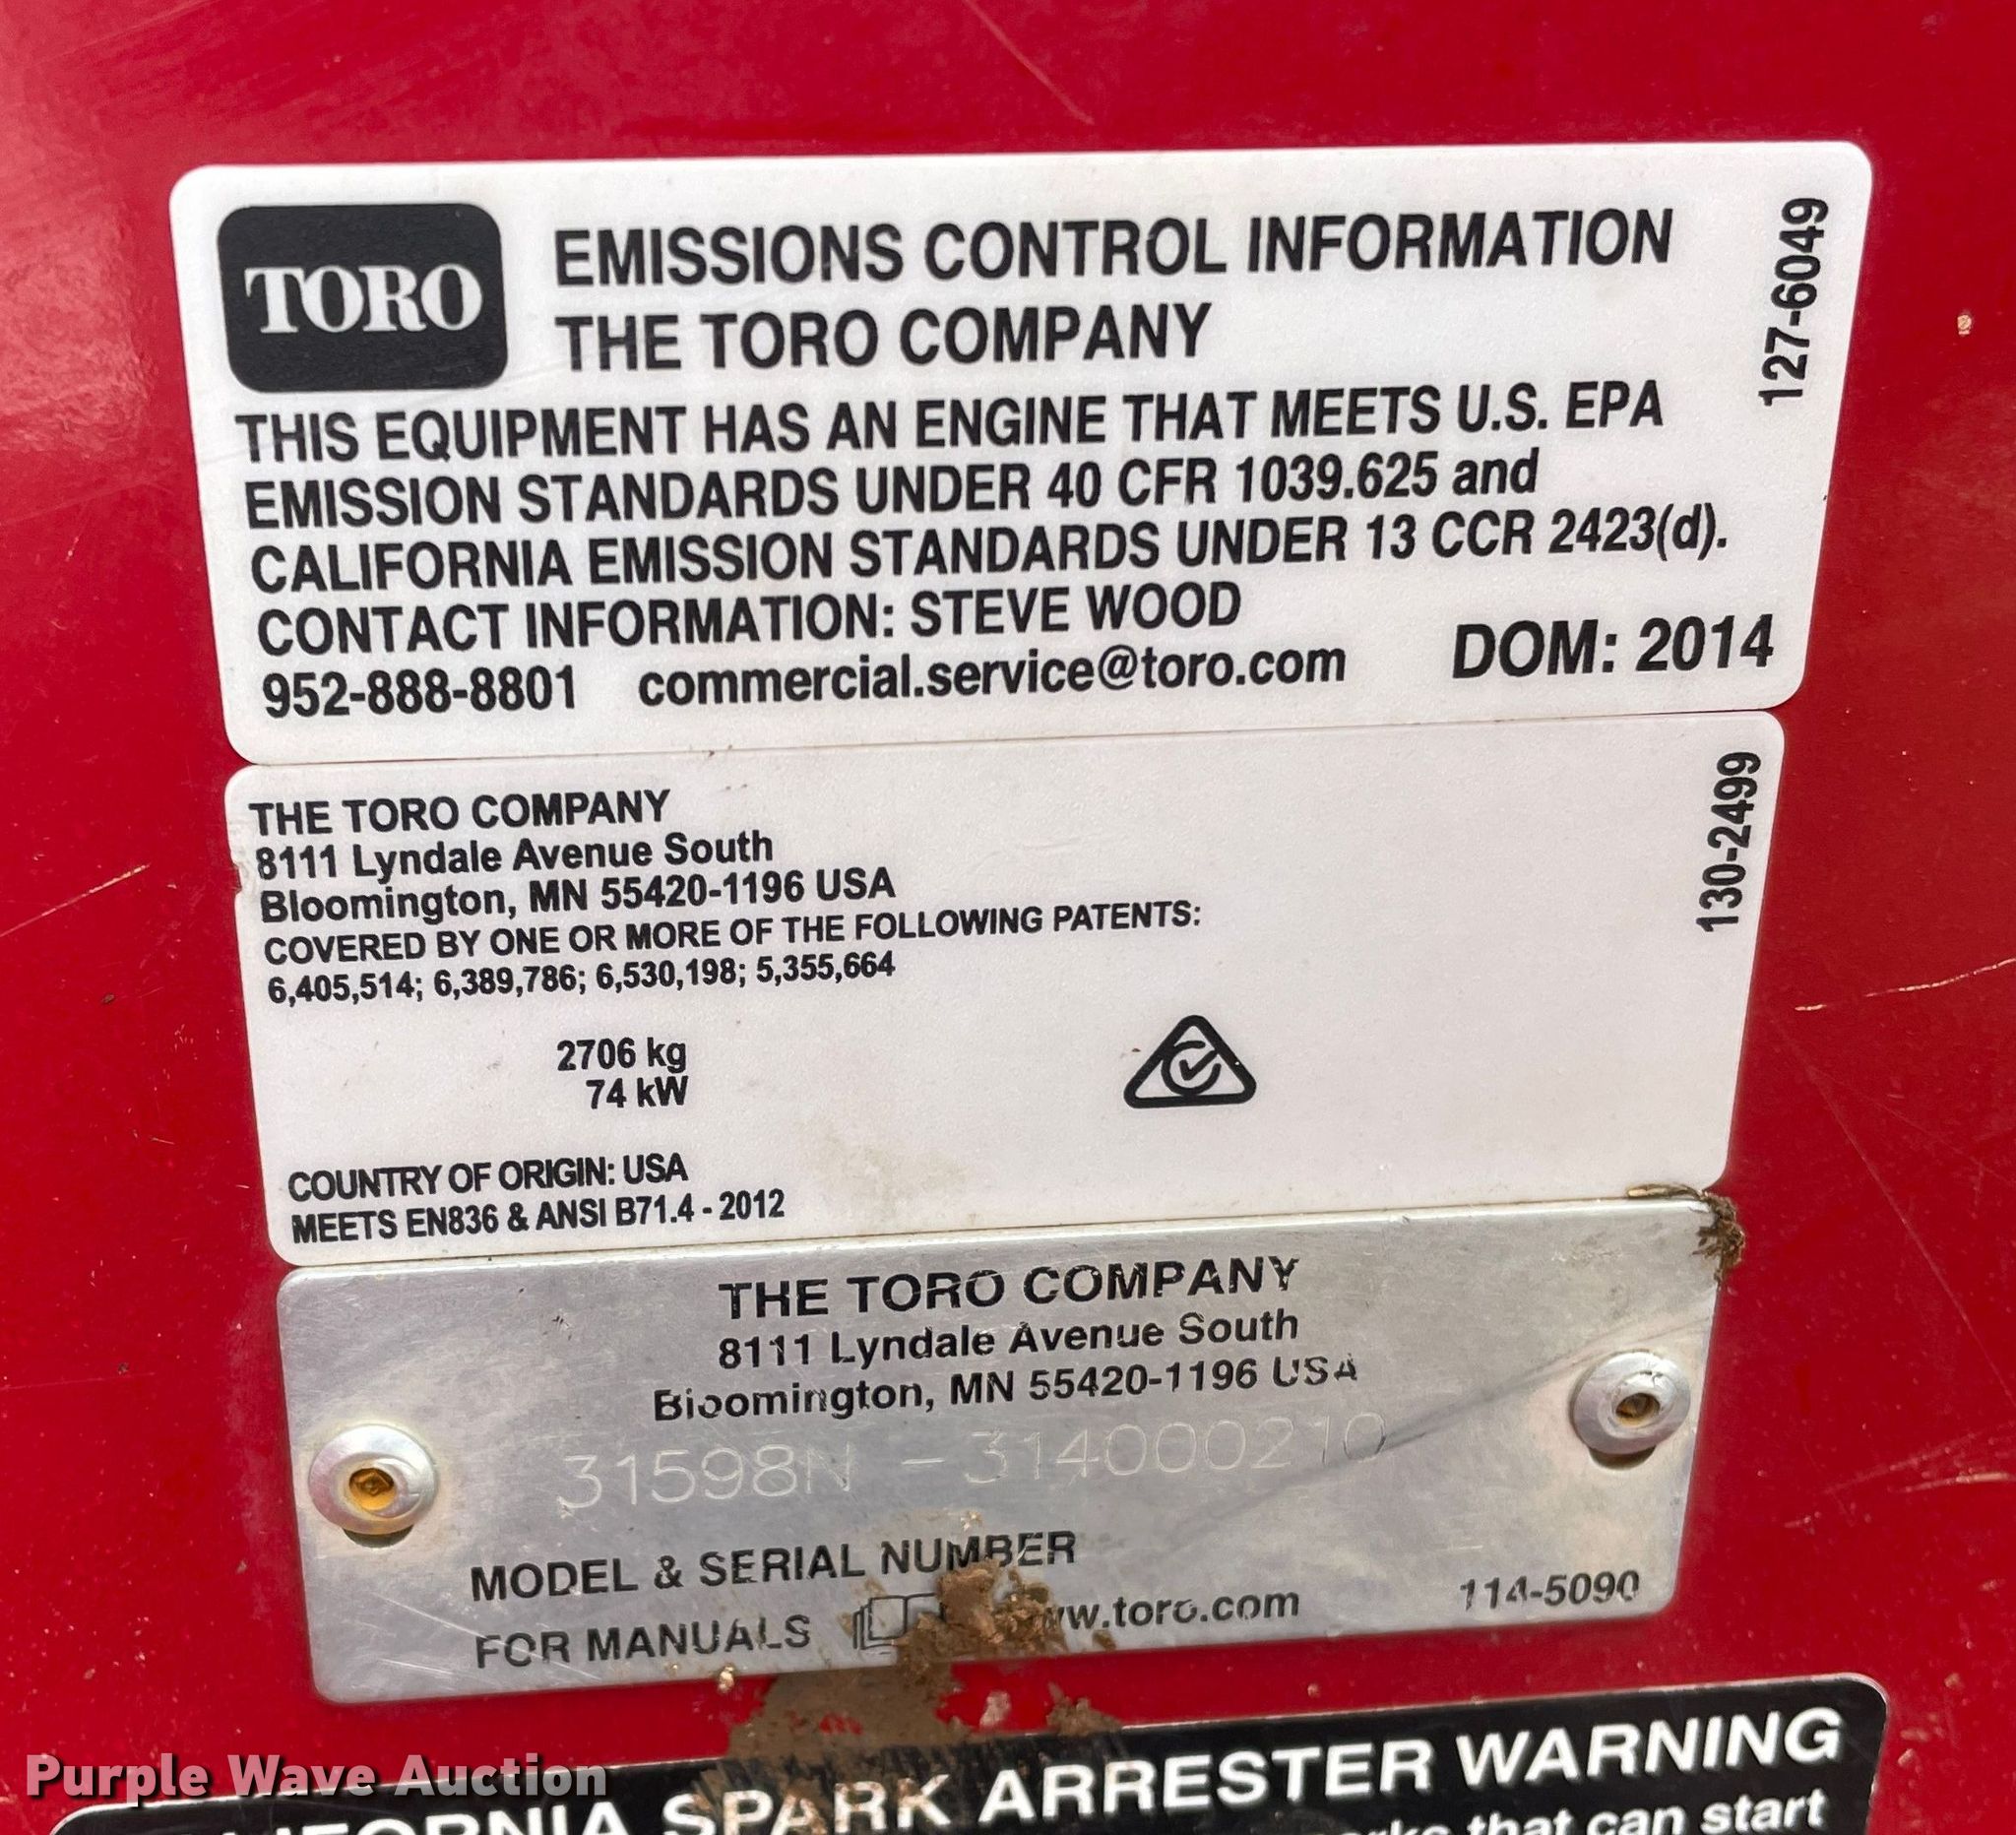 TORO
EMISSIONS CONTROL INFORMATION
THE TORO COMPANY
127-6049
THIS EQUIPMENT HAS AN ENGINE THAT MEETS U.S. EPA
EMISSION STANDARDS UNDER 40 CFR 1039.625 and
CALIFORNIA EMISSION STANDARDS UNDER 13 CCR 2423(d).
CONTACT INFORMATION: STEVE WOOD
952-888-8801 commercial.service@toro.com
DOM: 2014
THE TORO COMPANY
8111 Lyndale Avenue South
Bloomington, MN 55420-1196 USA
COVERED BY ONE OR MORE OF THE FOLLOWING PATENTS:
6,405,514; 6,389,786; 6,530,198; 5,355,664
130-2499
2706 kg
74 kW
COUNTRY OF ORIGIN: USA
MEETS EN836 & ANSI B71.4 - 2012
THE TORO COMPANY
8111 Lyndale Avenue South
Bloomington, MN 55420-1196 USA
31598N - 314000210
MODEL & SERIAL NUMBER
FOR MANUALS www.toro.com
114-5090
SPARK ARRESTER WARNING
that can start
Purple Wave Auction